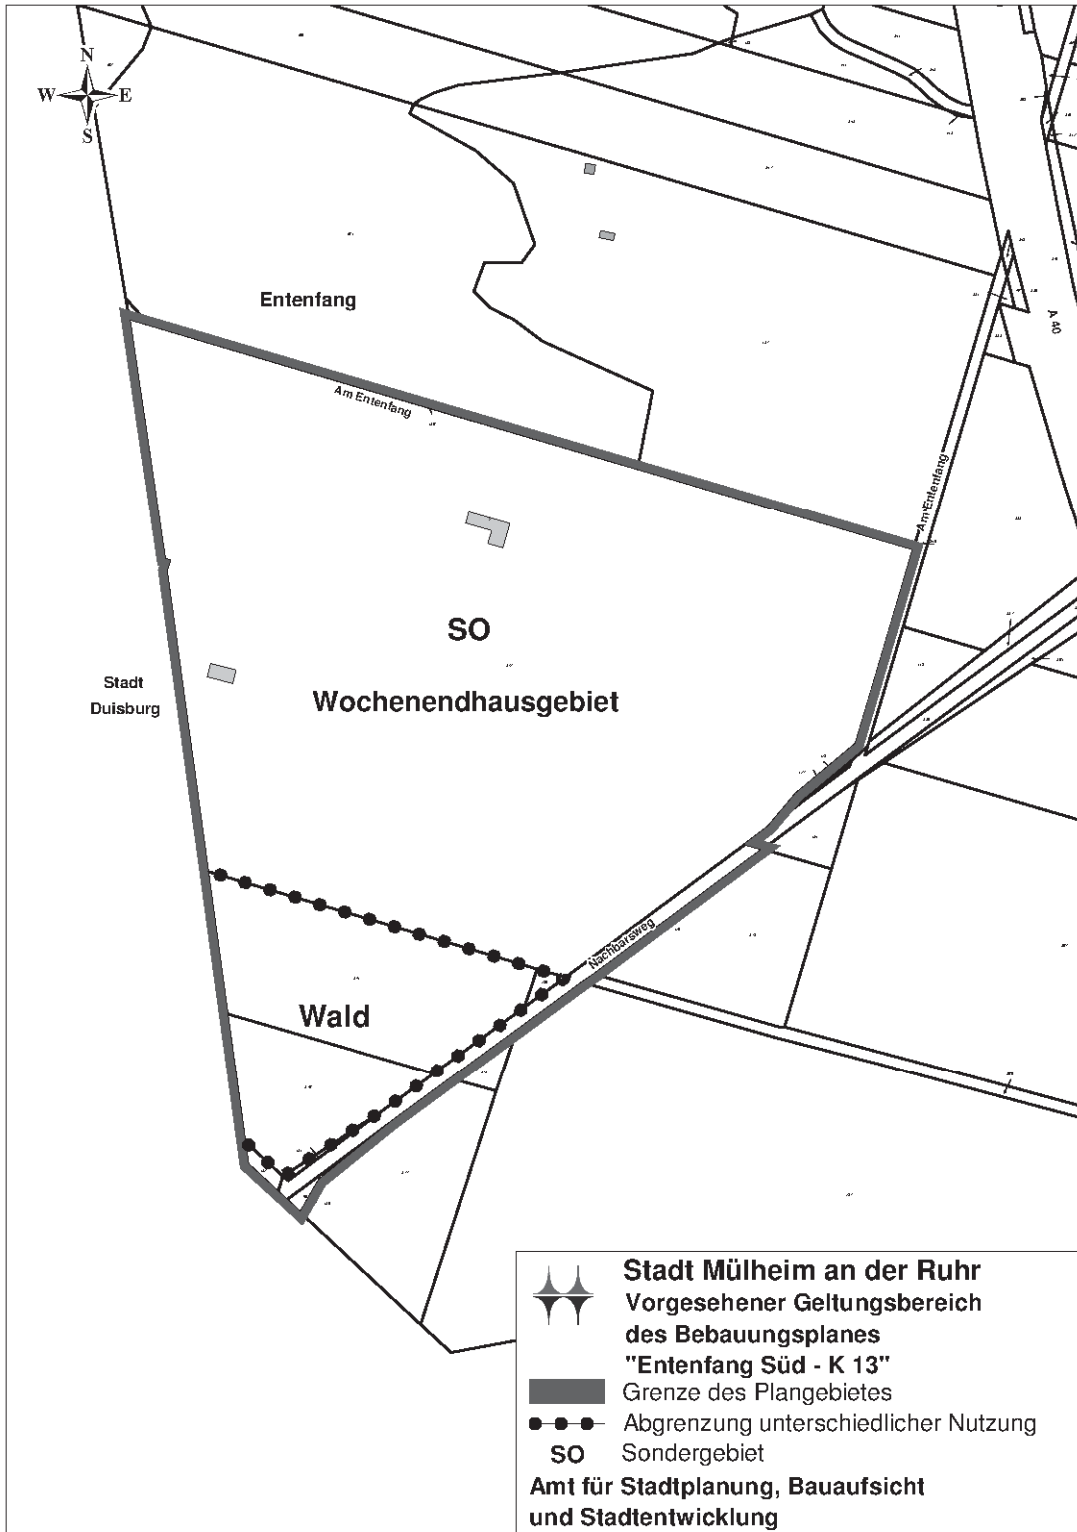 N
W E
S
Entenfang
A 40
Am Entenfang
Am Entenfang
SO
Stadt
Duisburg
Wochenendhausgebiet
Nachbarsweg
Wald
Stadt Mülheim an der Ruhr
Vorgesehener Geltungsbereich
des Bebauungsplanes
"Entenfang Süd - K 13"
Grenze des Plangebietes
Abgrenzung unterschiedlicher Nutzung
SO Sondergebiet
Amt für Stadtplanung, Bauaufsicht
und Stadtentwicklung